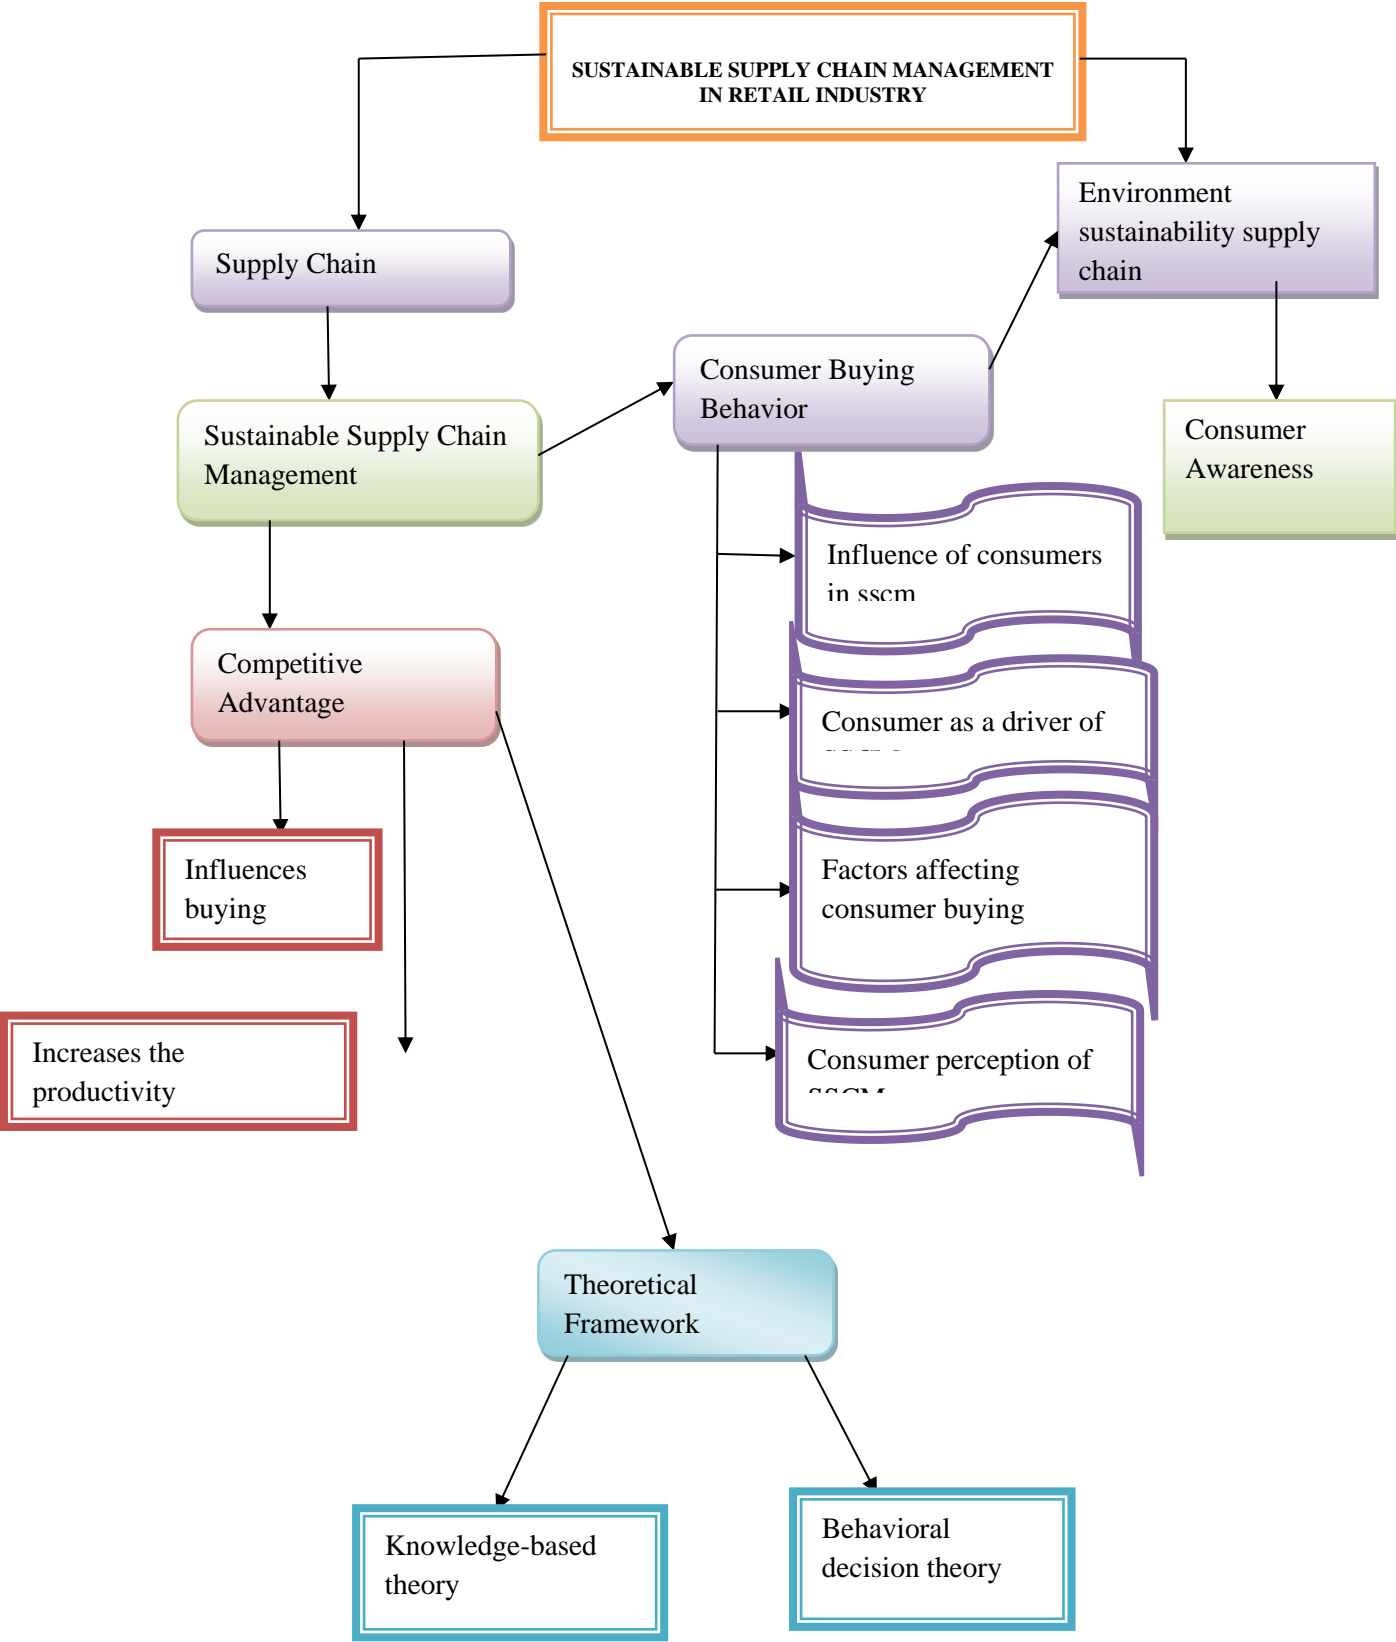 SUSTAINABLE SUPPLY CHAIN MANAGEMENT
IN RETAIL INDUSTRY
Environment
sustainability supply
chain
Supply Chain
Consumer Buying
Behavior
Sustainable Supply Chain
Management
Consumer
Awareness
Influence of consumers
in sscm
Competitive
Advantage
Consumer as a driver of
Influences
buying
Factors affecting
consumer buying
Increases the
productivity
Consumer perception of
SSCM
Theoretical
Framework
Knowledge-based
theory
Behavioral
decision theory